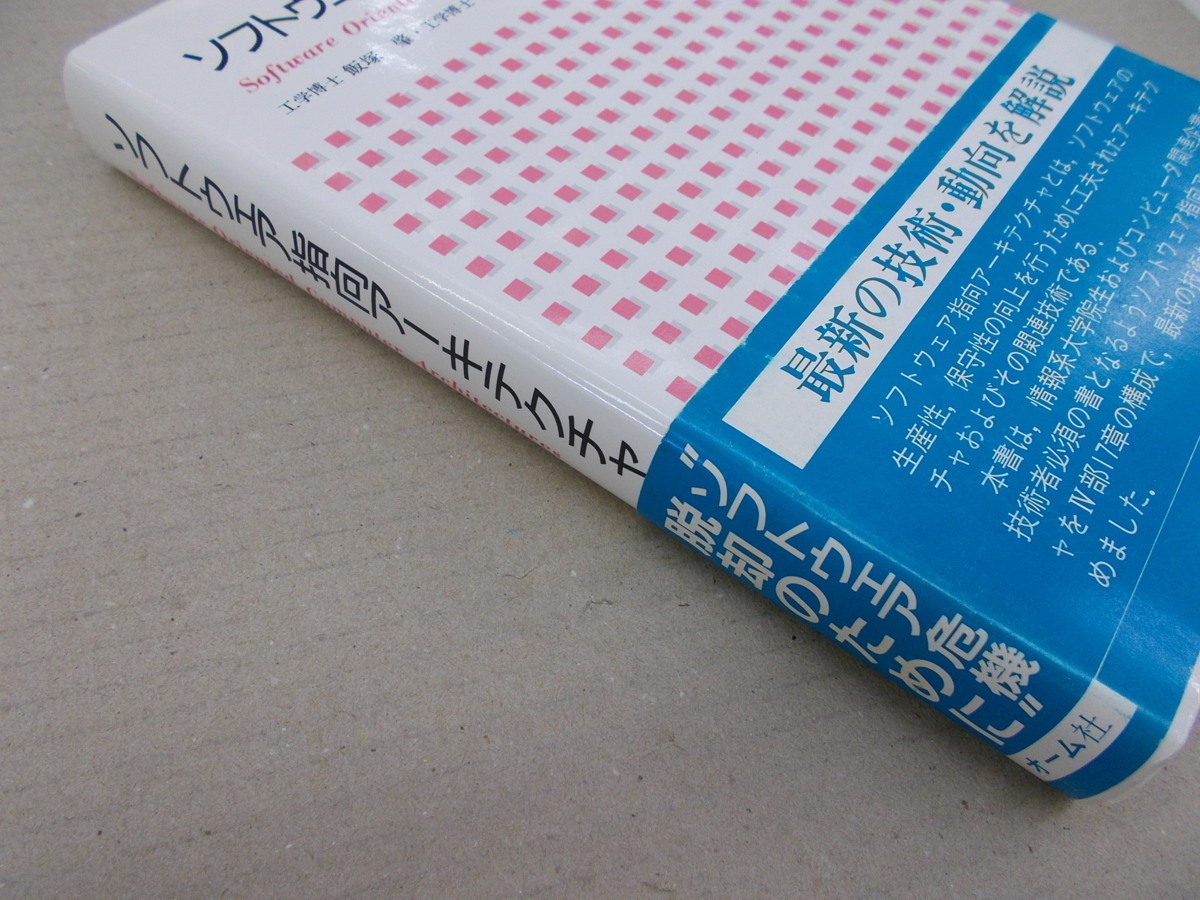 ソフトウェ
Software Oriente
工学博士 飯塚 肇・工学博士
ソフトウェア指向アーキテクチャ
Oriented Computer Architectures
最新の技術・動向を解説
ソフトウェア指向アーキテクチャとは、ソフトウェアの
生産性，保守性の向上を行うために工夫されたアーキテク
チャおよびその関連技術である．
本書は，情報系大学院生およびコンピュータ関連企業
技術者必須の書となるようソフトウェア指向
ャをⅣ部17章の構成で，最新の技術
めました．
"ソフトウェア危機"
脱却のために
オーム社